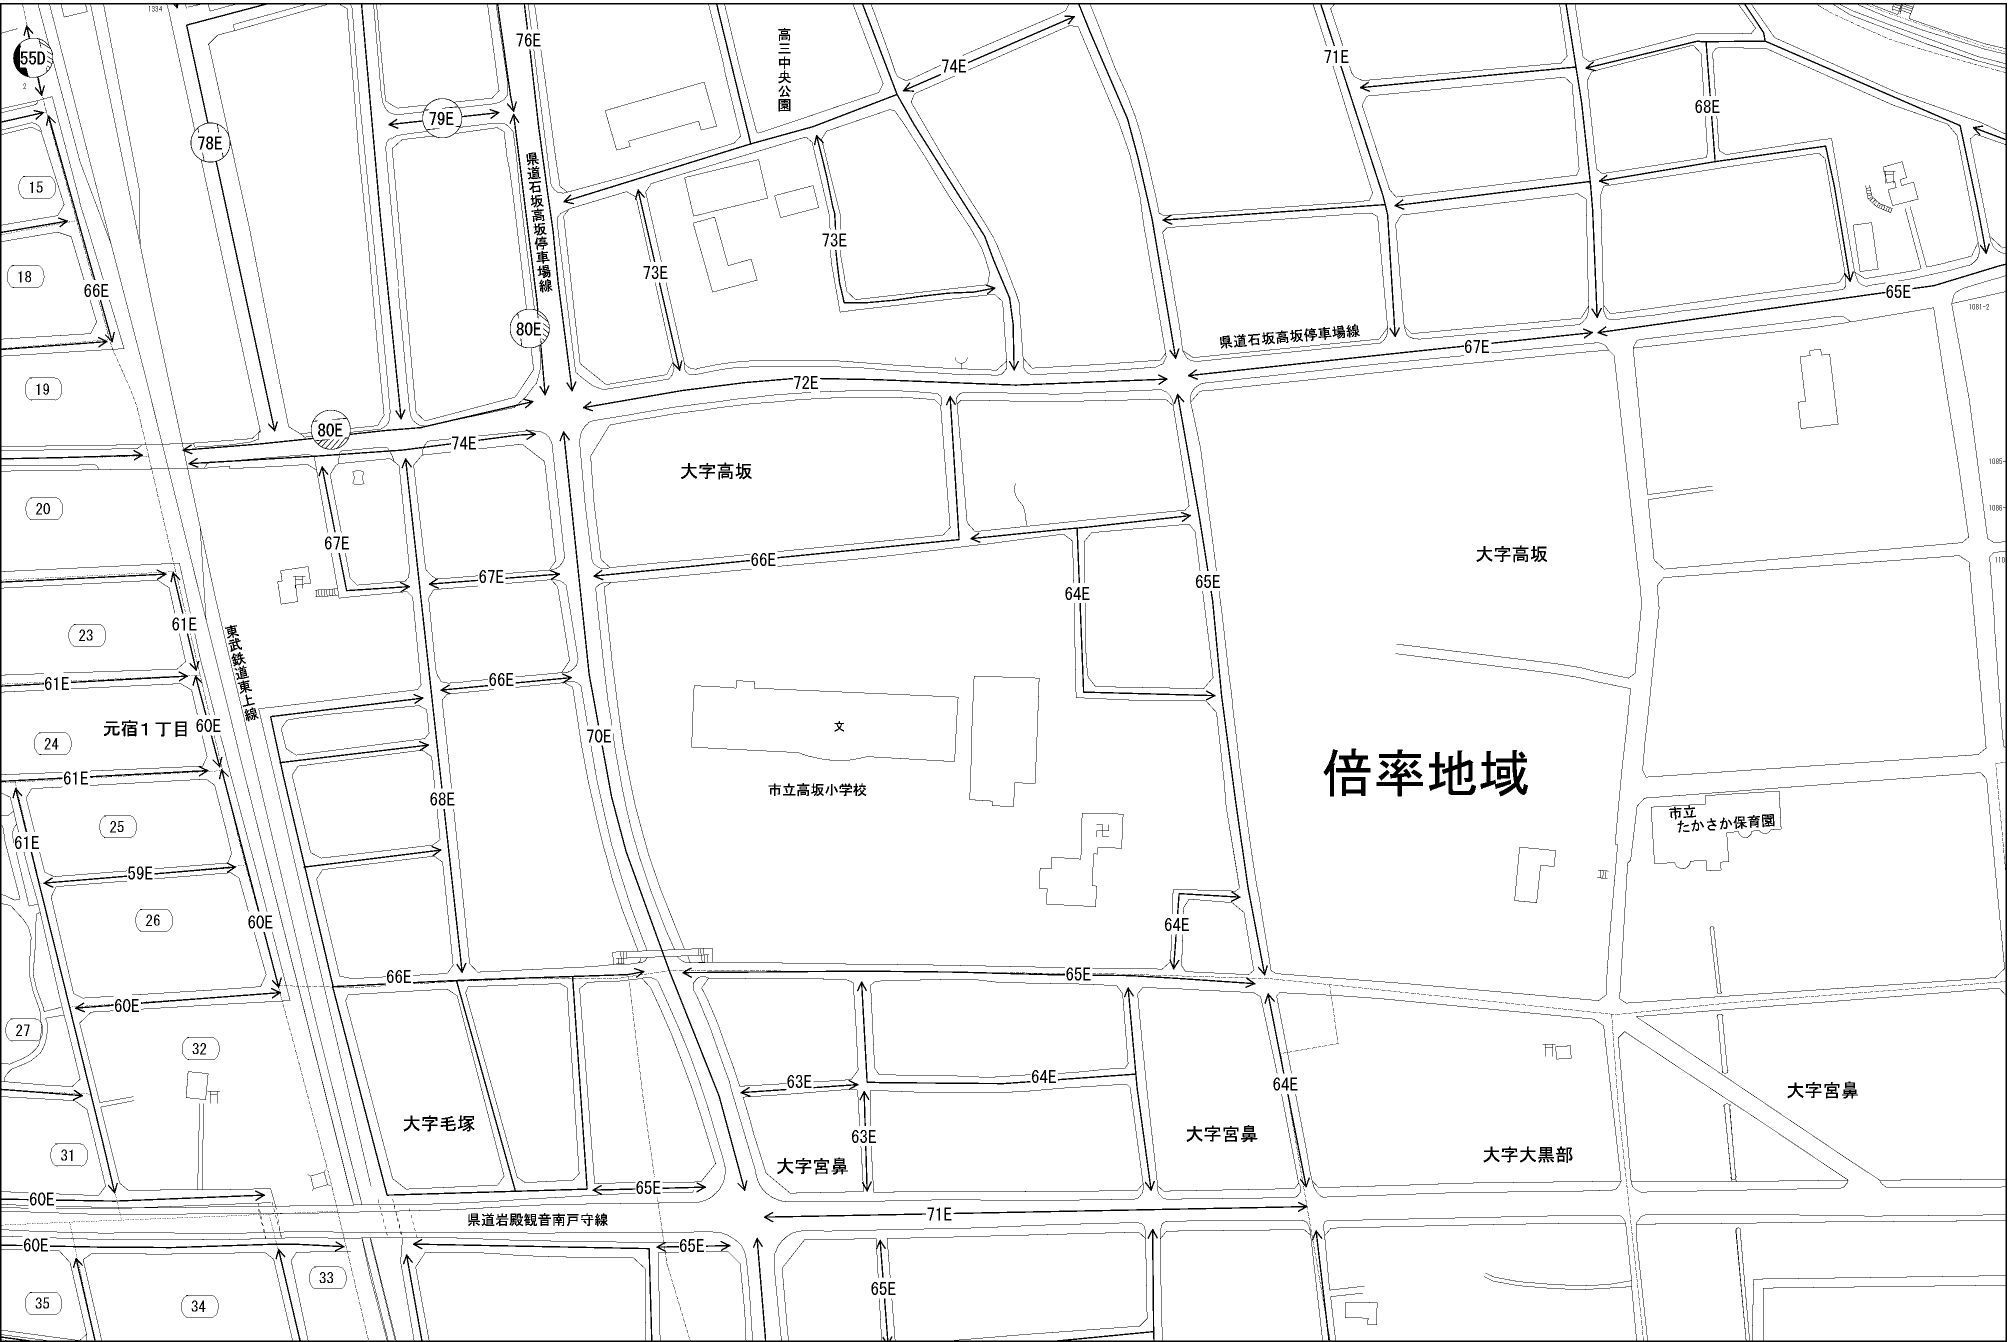 1334
55D
2
76E
高三中央公園
74E
71E
79E
68E
78E
県道石坂高坂停車場線
15
73E
73E
18
66E
65E
1081-2
80E
県道石坂高坂停車場線
67E
19
72E
80E
74E
大字高坂
1085-
20
1086-
67E
66E
大字高坂
67E
65E
64E
61E
23
東武鉄道東上線
61E
66E
元宿1丁目
60E
70E
文
24
倍率地域
61E
市立高坂小学校
68E
25
市立
たかさか保育園
61E
卍
59E
26
60E
64E
66E
65E
60E
27
32
63E
64E
64E
大字宮鼻
大字毛塚
63E
大字宮鼻
31
大字宮鼻
大字大黒部
65E
60E
県道岩殿観音南戸守線
71E
60E
65E
33
65E
35
34